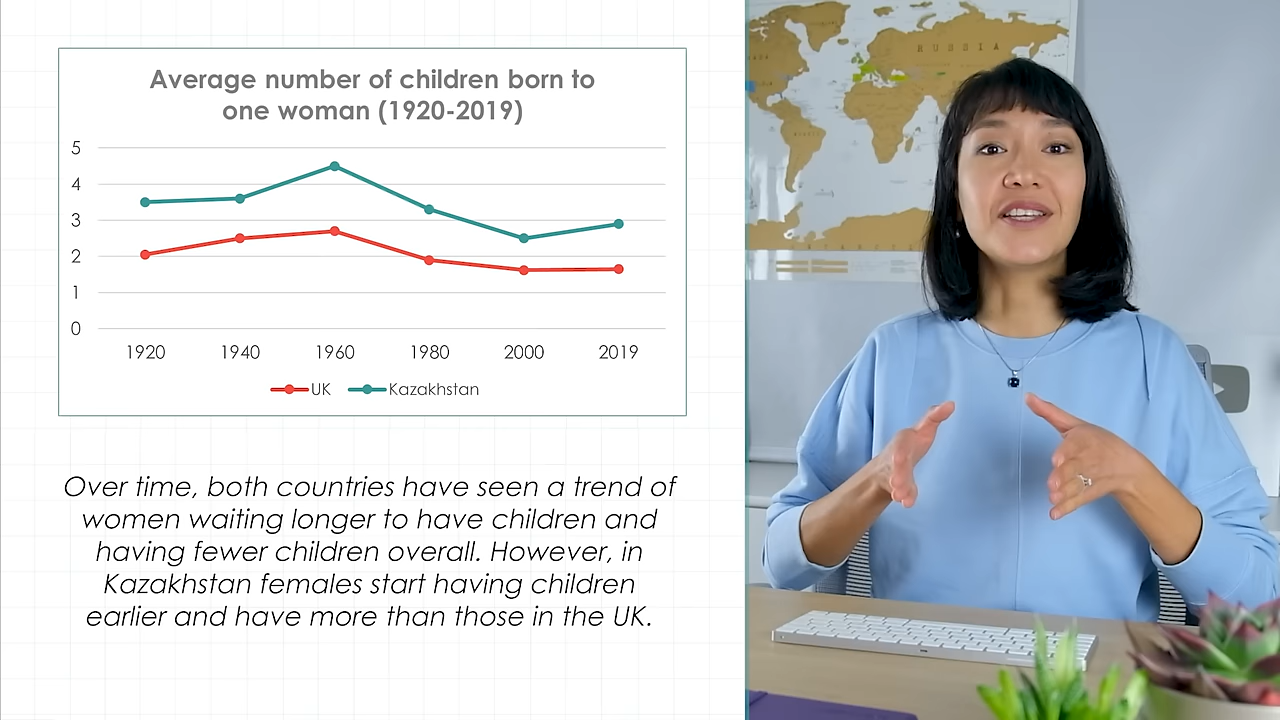 Average number of children born to
one woman (1920-2019)
5
4
3
2
1
0
1920 1940 1960 1980 2000 2019
UK Kazakhstan
Over time, both countries have seen a trend of
women waiting longer to have children and
having fewer children overall. However, in
Kazakhstan females start having children
earlier and have more than those in the UK.
RUSSIA